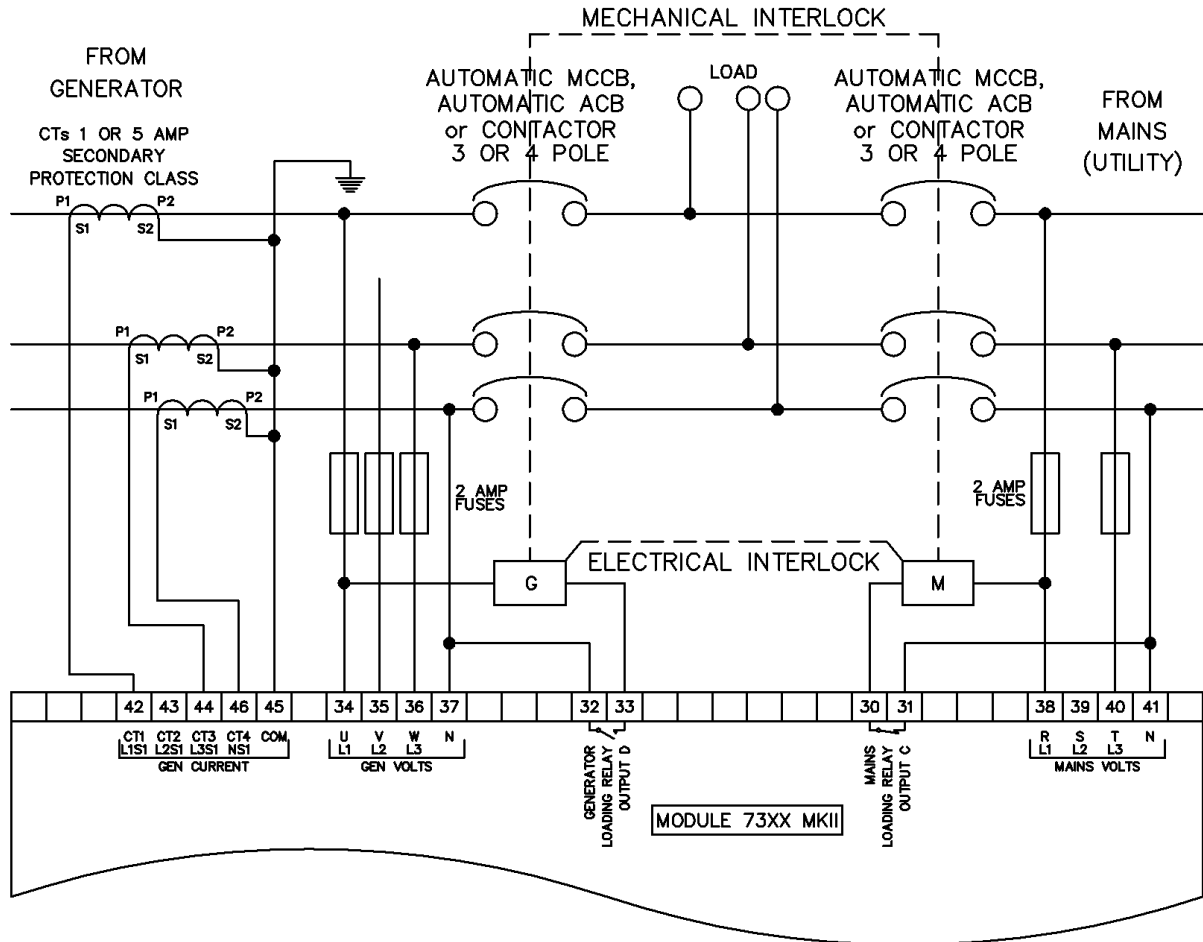 MECHANICAL INTERLOCK
FROM
GENERATOR
CTs 1 OR 5 AMP
SECONDARY
PROTECTION CLASS
AUTOMATIC MCCB,
AUTOMATIC ACB
or CONTACTOR
3 OR 4 POLE
LOAD
AUTOMATIC MCCB,
AUTOMATIC ACB
or CONTACTOR
3 OR 4 POLE
FROM
MAINS
(UTILITY)
P1 P2
S1 S2
P1 P2
S1 S2
P1 P2
S1 S2
2 AMP
FUSES
2 AMP
FUSES
ELECTRICAL INTERLOCK
G
M
42 43 44 46 45 34 35 36 37 32 33 30 31 38 39 40 41
CT1 CT2 CT3 CT4 COM
L1S1 L2S1 L3S1 NS1
GEN CURRENT
U V W N
L1 L2 L3
GEN VOLTS
GENERATOR
LOADING RELAY
OUTPUT D
MAINS
LOADING RELAY
OUTPUT C
R S T N
L1 L2 L3
MAINS VOLTS
MODULE 73XX MKII